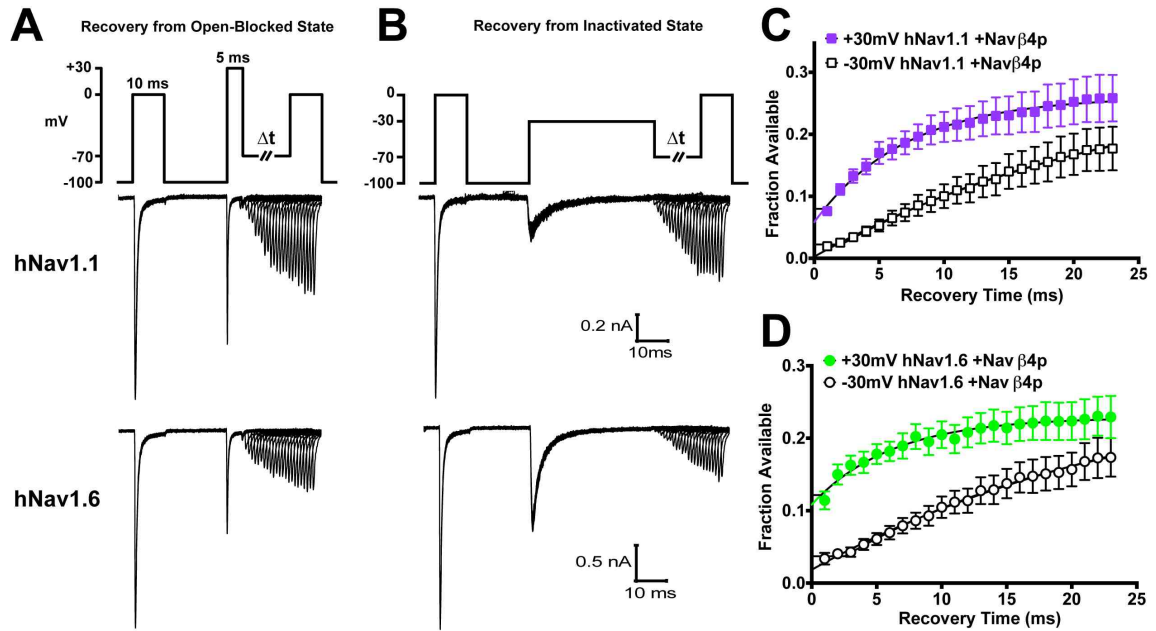 A Recovery from Open-Blocked State
+30
0
mV
-70
-100
10 ms
5 ms
Δt
hNav1.1
hNav1.6
B Recovery from Inactivated State
0
-30
-70
-100
Δt
0.2 nA
10ms
0.5 nA
10 ms
C
+30mV hNav1.1 +Navβ4p
-30mV hNav1.1 +Navβ4p
Fraction Available
0.3
0.2
0.1
0.0
0 5 10 15 20 25
Recovery Time (ms)
D
+30mV hNav1.6 +Nav β4p
-30mV hNav1.6 +Nav β4p
Fraction Available
0.3
0.2
0.1
0.0
0 5 10 15 20 25
Recovery Time (ms)